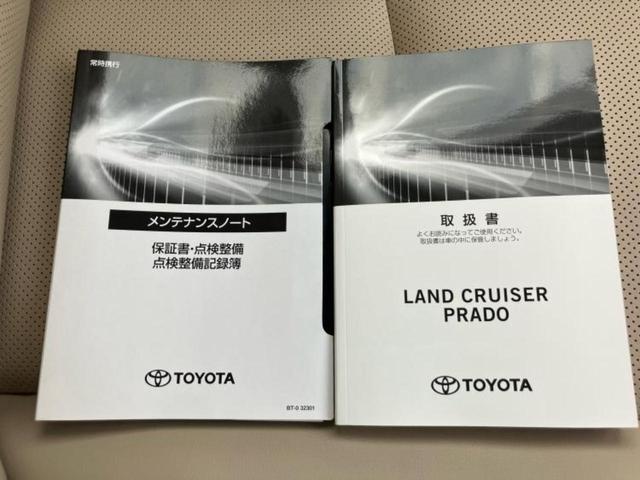 常時携行
メンテナンスノート
保証書・点検整備
点検整備記録簿
TOYOTA
BT-0 32301
取扱書
よくお読みになってご使用ください。
取扱書は車の中に保管しましょう。
LAND CRUISER
PRADO
TOYOTA